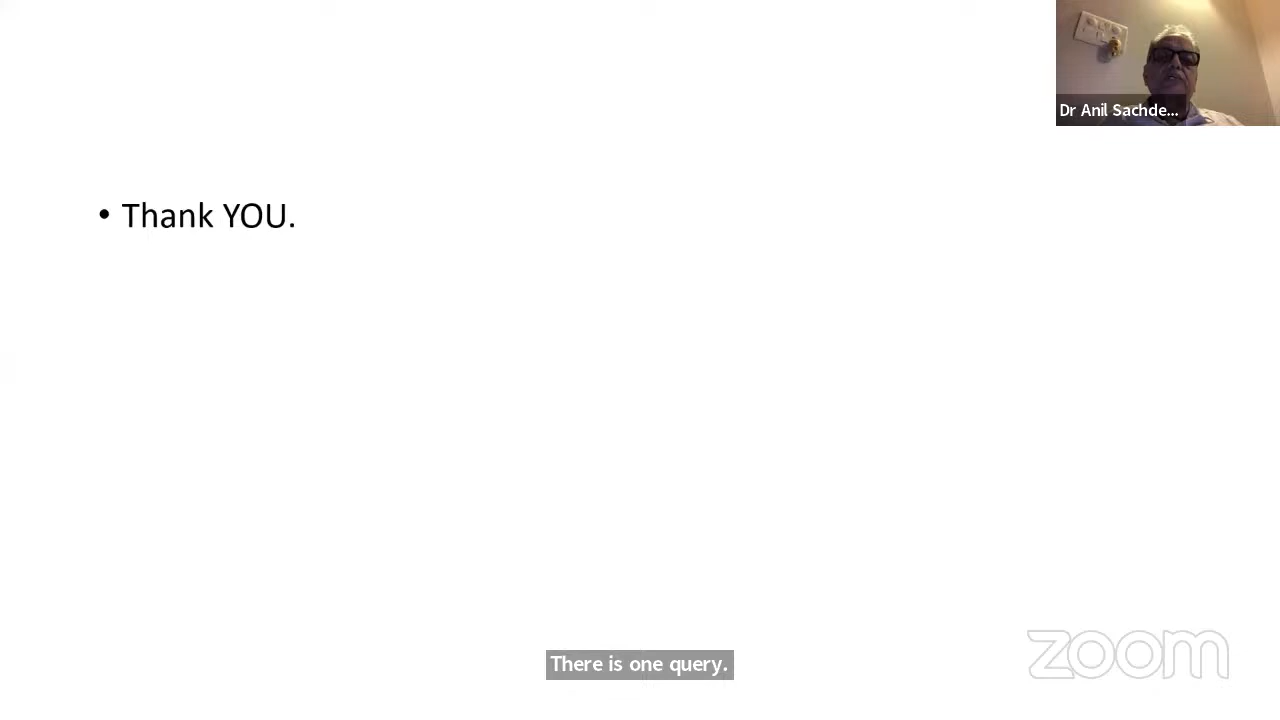 Dr Anil Sachde...
• Thank YOU.
There is one query.
zoom